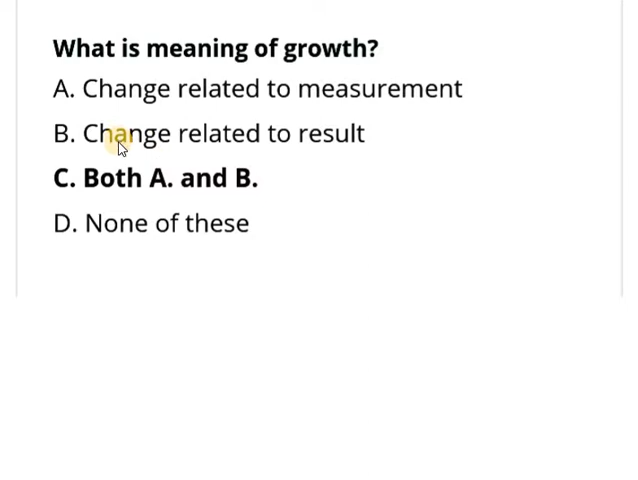 What is meaning of growth?
A. Change related to measurement
B. Change related to result
C. Both A. and B.
D. None of these